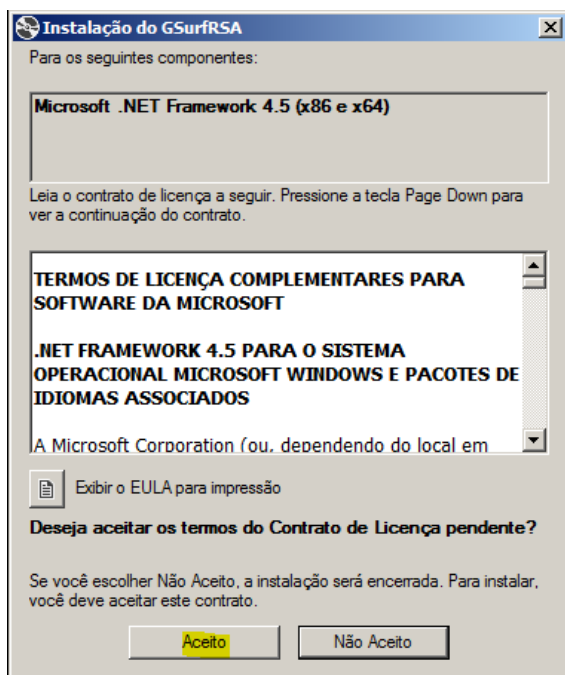 Instalação do GSurfRSA
Para os seguintes componentes:
Microsoft .NET Framework 4.5 (x86 e x64)
Leia o contrato de licença a seguir. Pressione a tecla Page Down para
ver a continuação do contrato.
TERMOS DE LICENÇA COMPLEMENTARES PARA
SOFTWARE DA MICROSOFT
.NET FRAMEWORK 4.5 PARA O SISTEMA
OPERACIONAL MICROSOFT WINDOWS E PACOTES DE
IDIOMAS ASSOCIADOS
A Microsoft Corporation (ou, dependendo do local em
Exibir o EULA para impressão
Deseja aceitar os termos do Contrato de Licença pendente?
Se você escolher Não Aceito, a instalação será encerrada. Para instalar,
você deve aceitar este contrato.
Aceito
Não Aceito